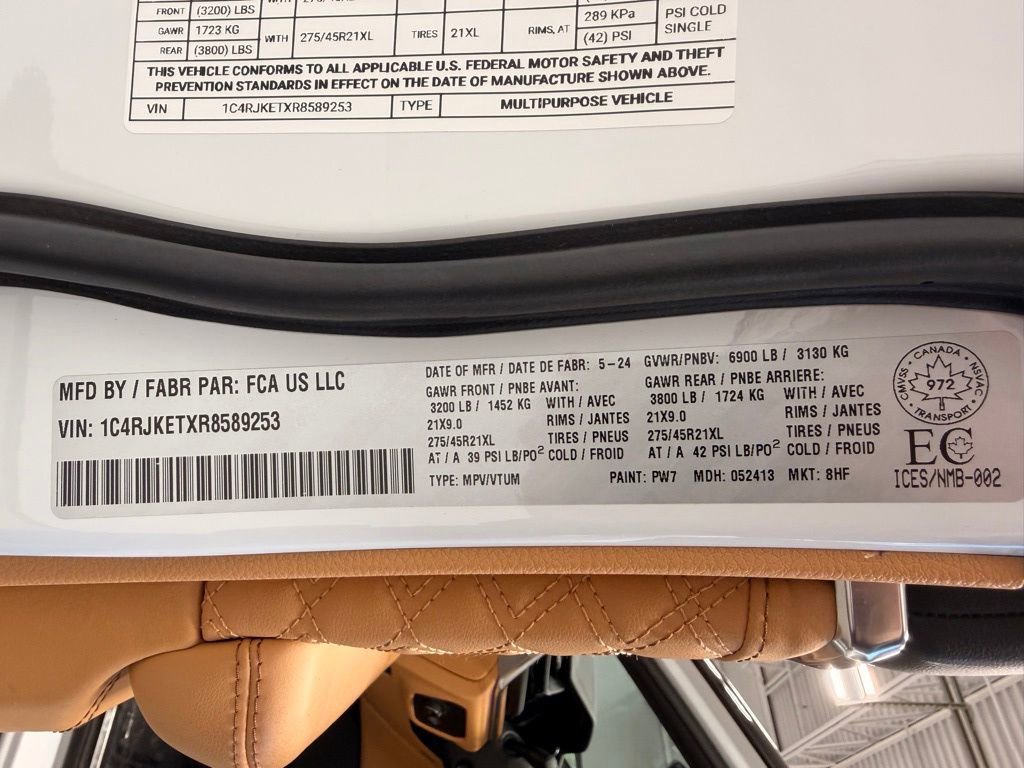 FRONT (3200) LBS
GAWR 1723 KG WITH 275/45R21XL TIRES 21XL RIMS, AT 289 KPa PSI COLD
REAR (3800) LBS (42) PSI SINGLE
THIS VEHICLE CONFORMS TO ALL APPLICABLE U.S. FEDERAL MOTOR SAFETY AND THEFT
PREVENTION STANDARDS IN EFFECT ON THE DATE OF MANUFACTURE SHOWN ABOVE.
VIN 1C4RJKETXR8589253 TYPE MULTIPURPOSE VEHICLE
MFD BY / FABR PAR: FCA US LLC
VIN: 1C4RJKETXR8589253
DATE OF MFR / DATE DE FABR: 5-24 GVWR/PNBV: 6900 LB / 3130 KG
GAWR FRONT / PNBE AVANT: GAWR REAR / PNBE ARRIERE:
3200 LB / 1452 KG WITH / AVEC 3800 LB / 1724 KG WITH / AVEC
21X9.0 RIMS / JANTES 21X9.0 RIMS / JANTES
275/45R21XL TIRES / PNEUS 275/45R21XL TIRES / PNEUS
AT / A 39 PSI LB/PO² COLD / FROID AT / A 42 PSI LB/PO² COLD / FROID
TYPE: MPV/VTUM PAINT: PW7 MDH: 052413 MKT: 8HF
CANADA
CMVSS 972 NSVAC
TRANSPORT
EC
ICES/NMB-002